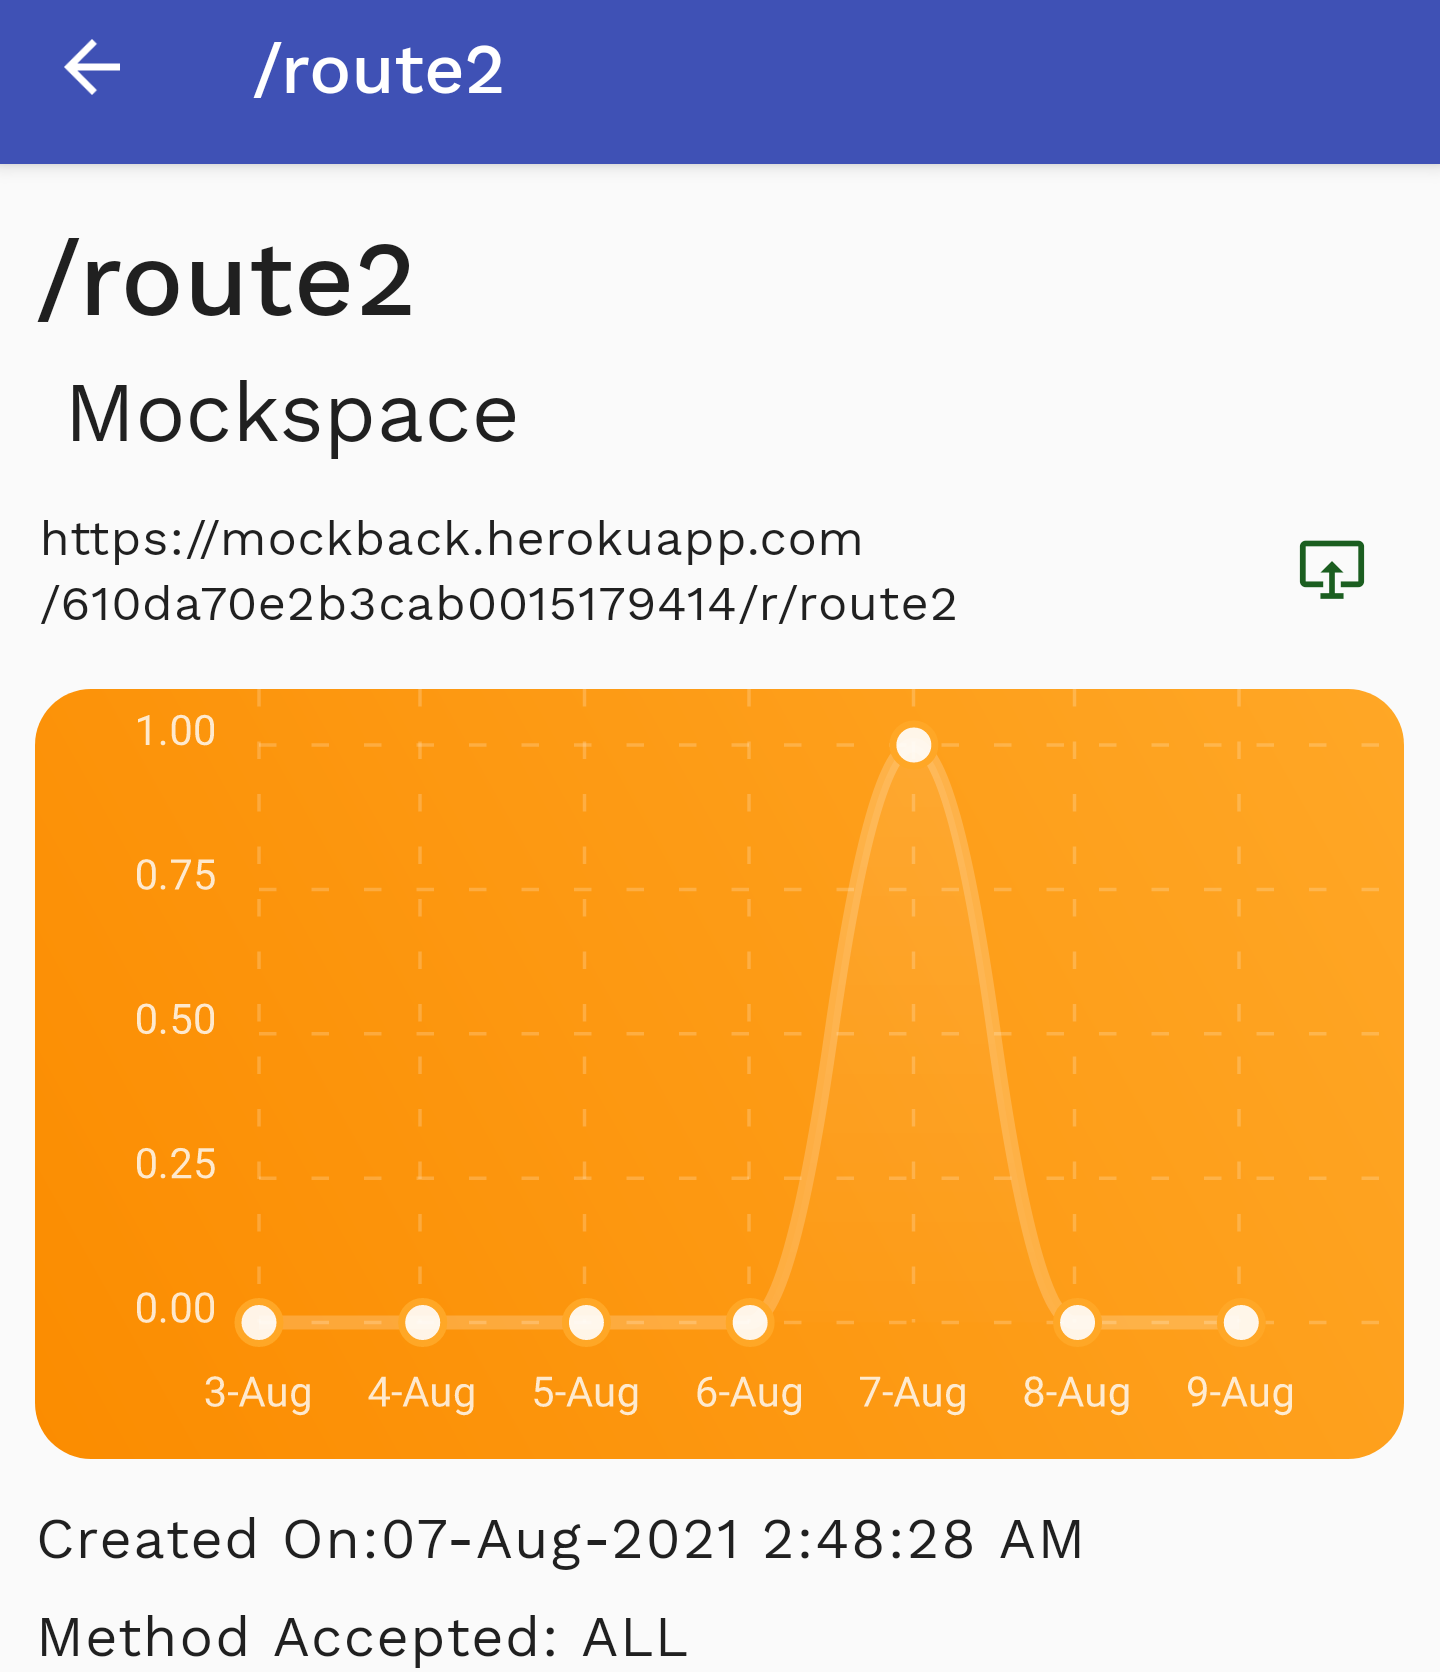 /route2
/route2
Mockspace
https://mockback.herokuapp.com
/610da70e2b3cab0015179414/r/route2
1.00
0.75
0.50
0.25
0.00
3-Aug 4-Aug 5-Aug 6-Aug 7-Aug 8-Aug 9-Aug
Created On:07-Aug-2021 2:48:28 AM
Method Accepted: ALL